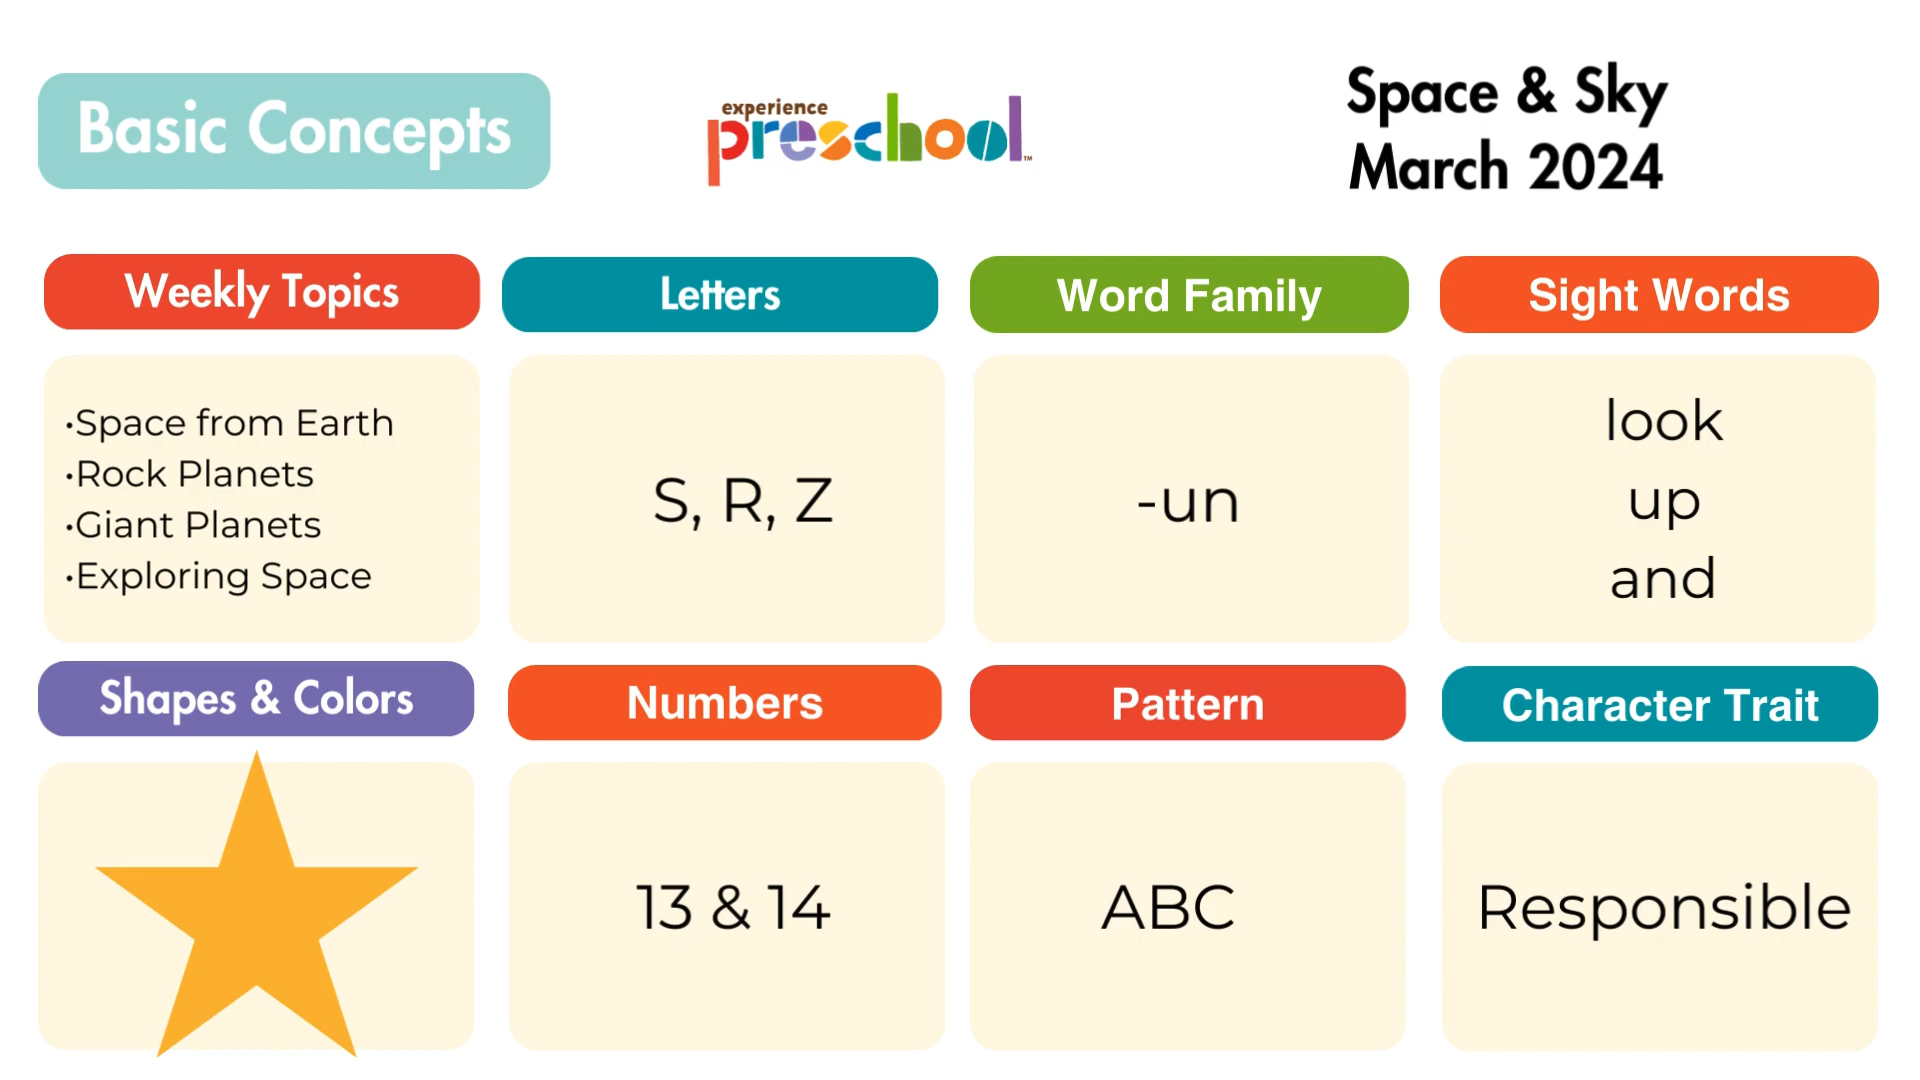 Basic Concepts
experience
preschool™
Space & Sky
March 2024
Weekly Topics
Letters
Word Family
Sight Words
•Space from Earth
•Rock Planets
•Giant Planets
•Exploring Space
S, R, Z
-un
look
up
and
Shapes & Colors
Numbers
Pattern
Character Trait
13 & 14
ABC
Responsible